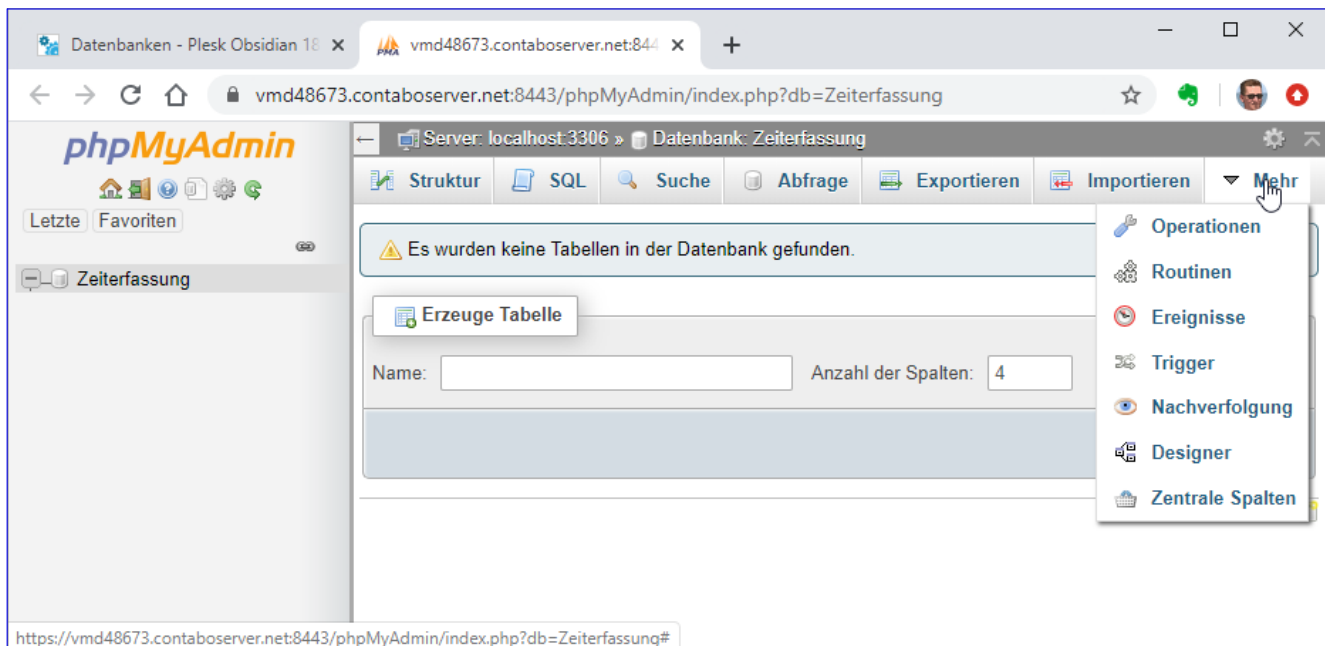 Datenbanken - Plesk Obsidian 18
vmd48673.contaboserver.net:844
vmd48673.contaboserver.net:8443/phpMyAdmin/index.php?db=Zeiterfassung
phpMyAdmin
Letzte Favoriten
Zeiterfassung
Server: localhost:3306 » Datenbank: Zeiterfassung
Struktur SQL Suche Abfrage Exportieren Importieren Mehr
Es wurden keine Tabellen in der Datenbank gefunden.
Erzeuge Tabelle
Name: Anzahl der Spalten: 4
Operationen
Routinen
Ereignisse
Trigger
Nachverfolgung
Designer
Zentrale Spalten
https://vmd48673.contaboserver.net:8443/phpMyAdmin/index.php?db=Zeiterfassung#